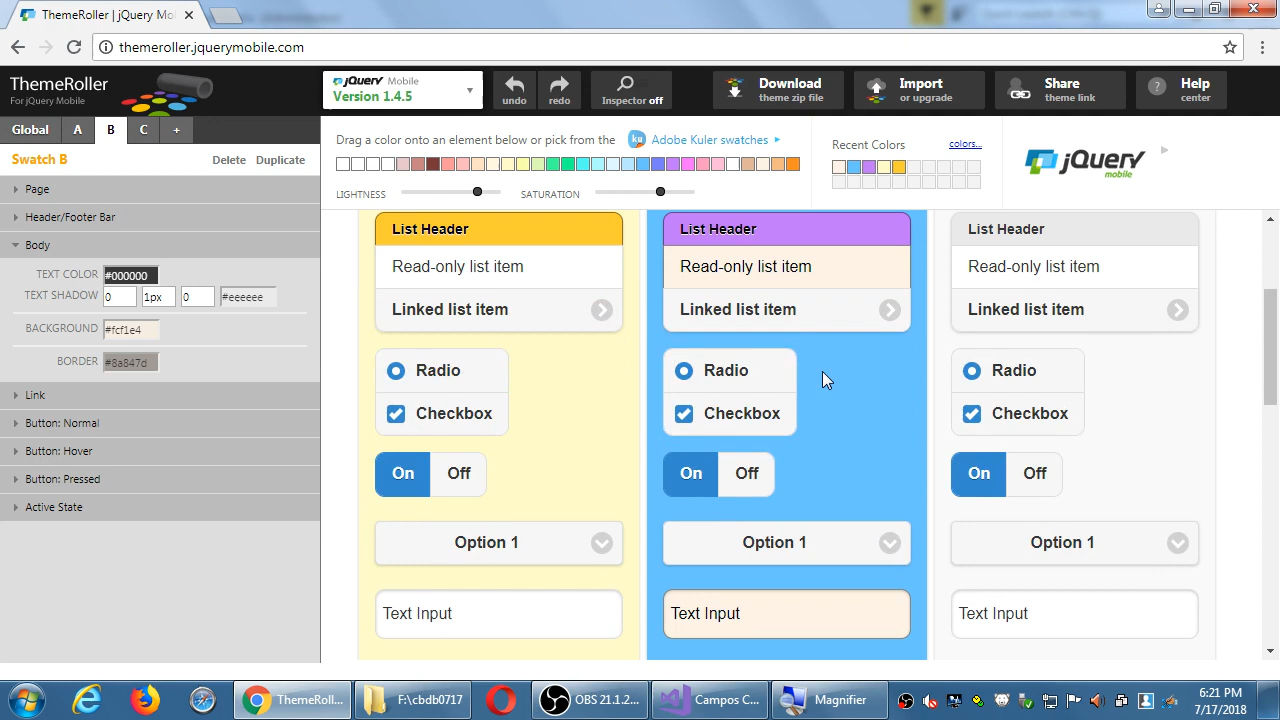 ThemeRoller | jQuery Mo
themeroller.jquerymobile.com
ThemeRoller
For jQuery Mobile
jQuery Mobile
Version 1.4.5
undo
redo
Inspector off
Download
theme zip file
Import
or upgrade
Share
theme link
?
Help
center
Global
A
B
C
+
Swatch B
Delete
Duplicate
Drag a color onto an element below or pick from the
ku
Adobe Kuler swatches
LIGHTNESS
SATURATION
Recent Colors
colors...
jQuery
mobile
Page
Header/Footer Bar
Body
TEXT COLOR
#000000
TEXT SHADOW
0
1px
0
#eeeeee
BACKGROUND
#fcf1e4
BORDER
#8a847d
Link
Button: Normal
Button: Hover
Button: Pressed
Active State
List Header
Read-only list item
Linked list item
Radio
Checkbox
On
Off
Option 1
Text Input
List Header
Read-only list item
Linked list item
Radio
Checkbox
On
Off
Option 1
Text Input
List Header
Read-only list item
Linked list item
Radio
Checkbox
On
Off
Option 1
Text Input
ThemeRoll...
F:\cbdb0717
OBS 21.1.2...
Campos C...
Magnifier
6:21 PM
7/17/2018